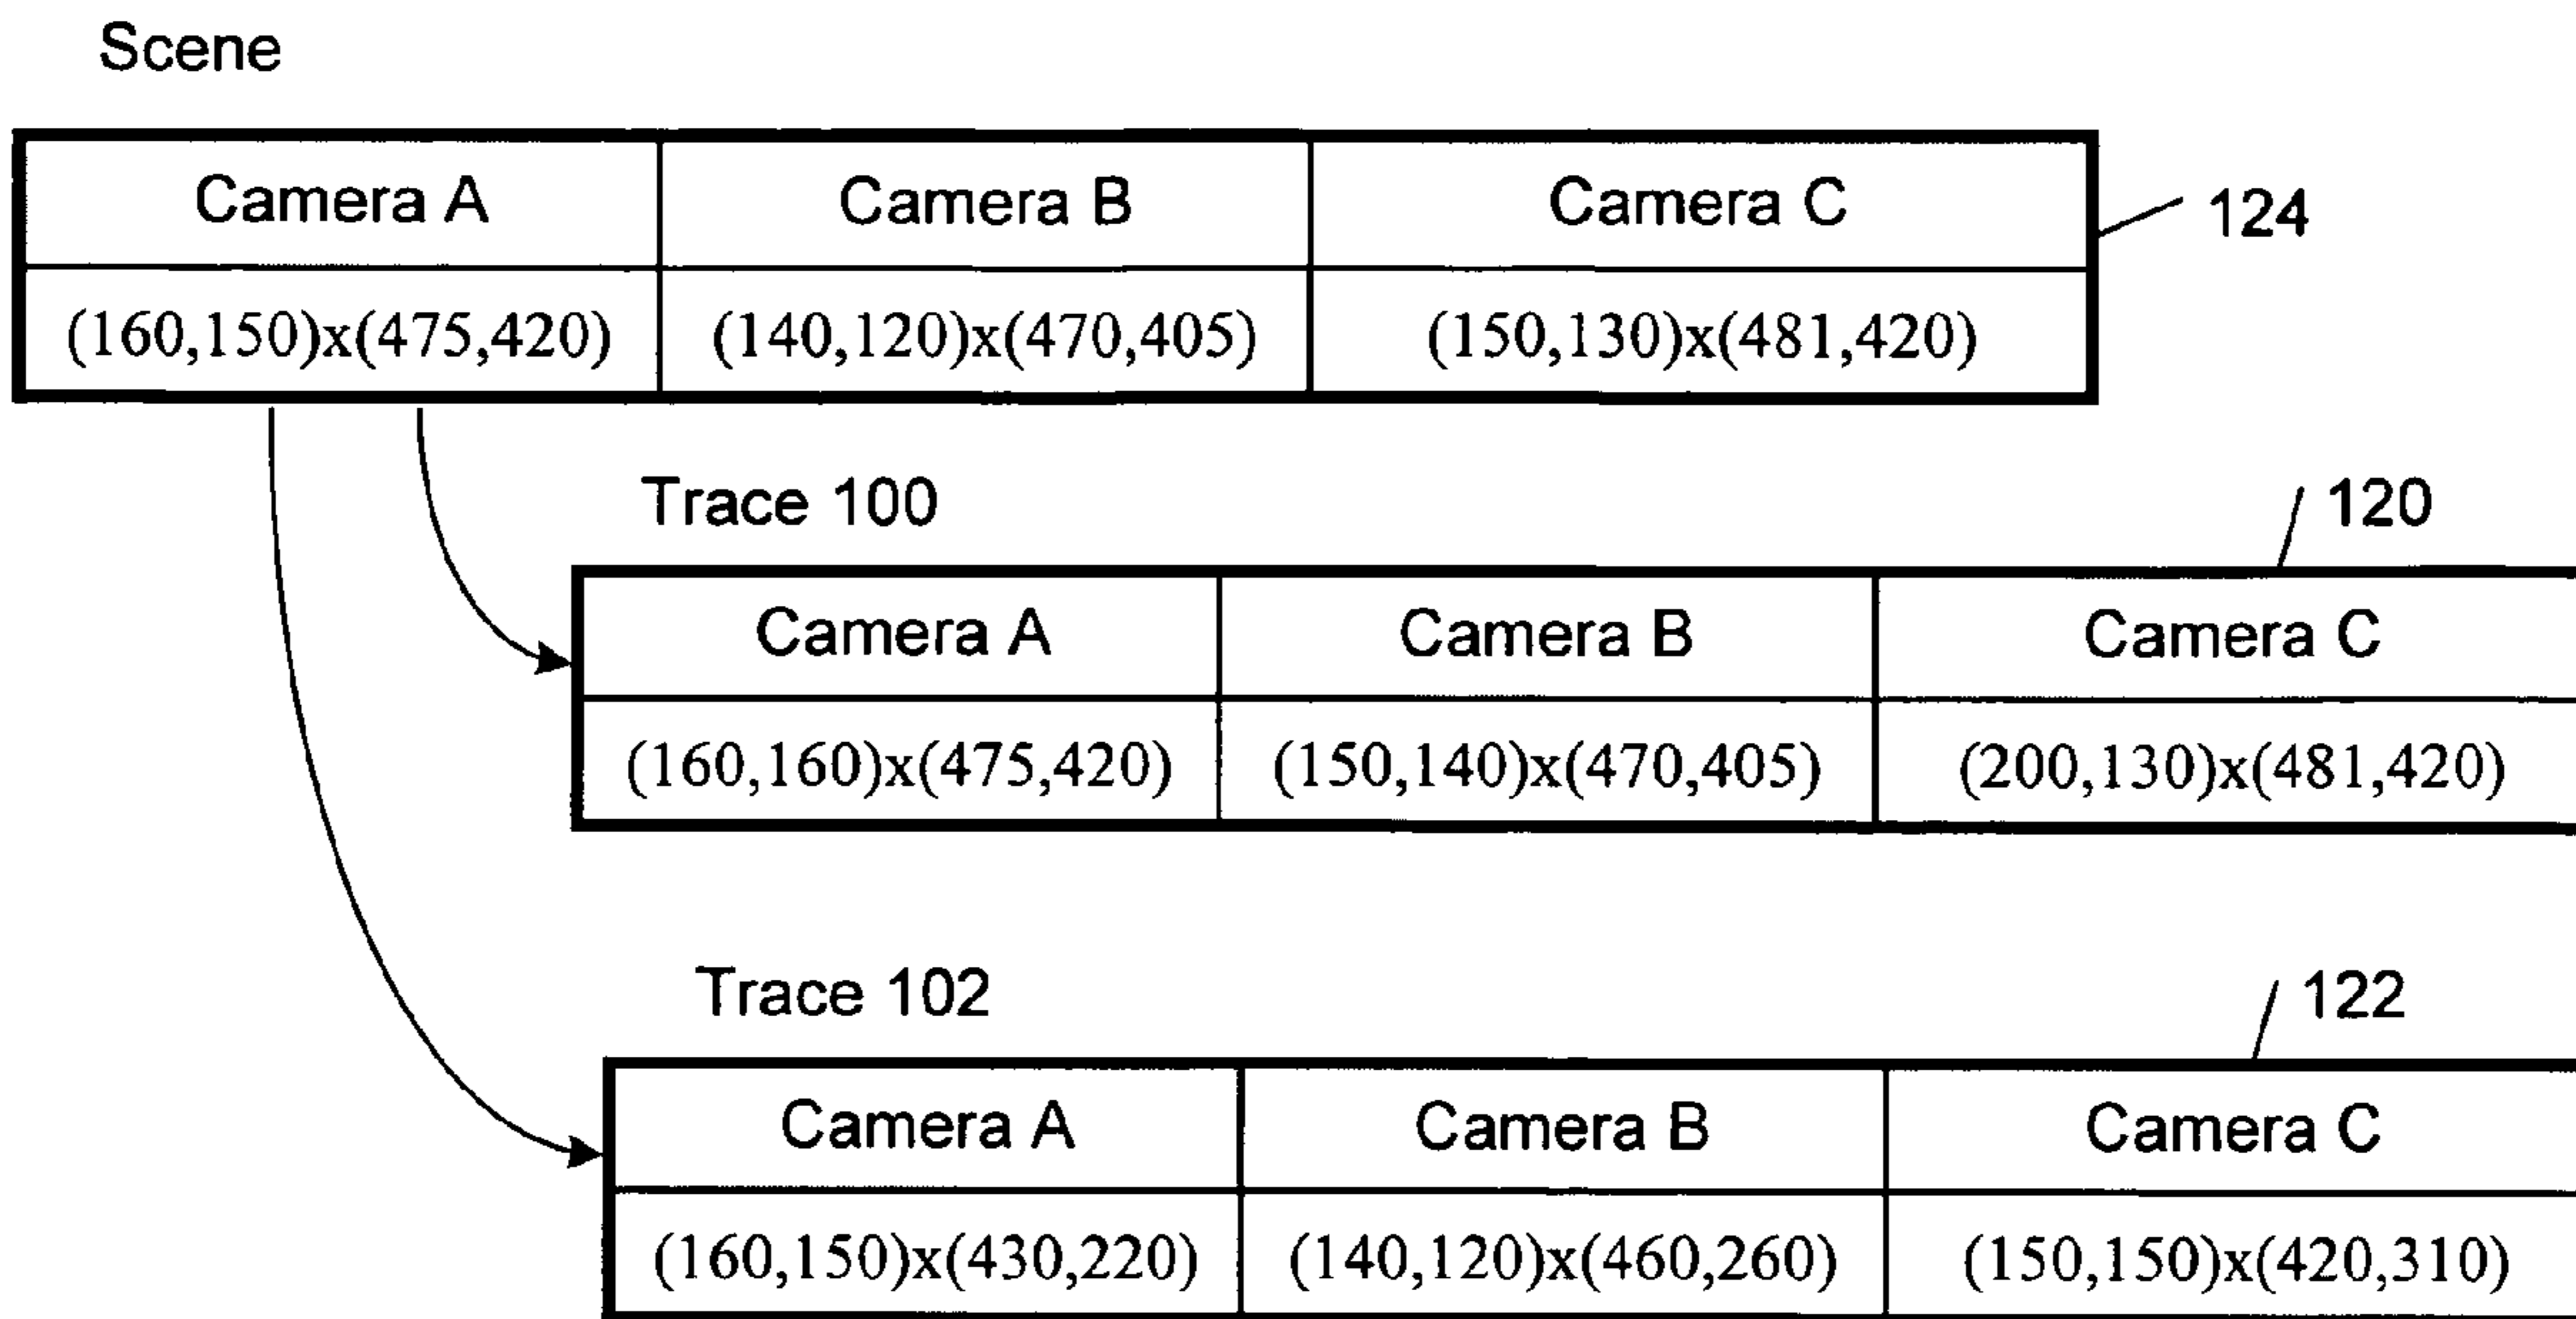 Scene
Camera A Camera B Camera C
124
(160,150)x(475,420) (140,120)x(470,405) (150,130)x(481,420)
Trace 100
120
Camera A Camera B Camera C
(160,160)x(475,420) (150,140)x(470,405) (200,130)x(481,420)
Trace 102
122
Camera A Camera B Camera C
(160,150)x(430,220) (140,120)x(460,260) (150,150)x(420,310)